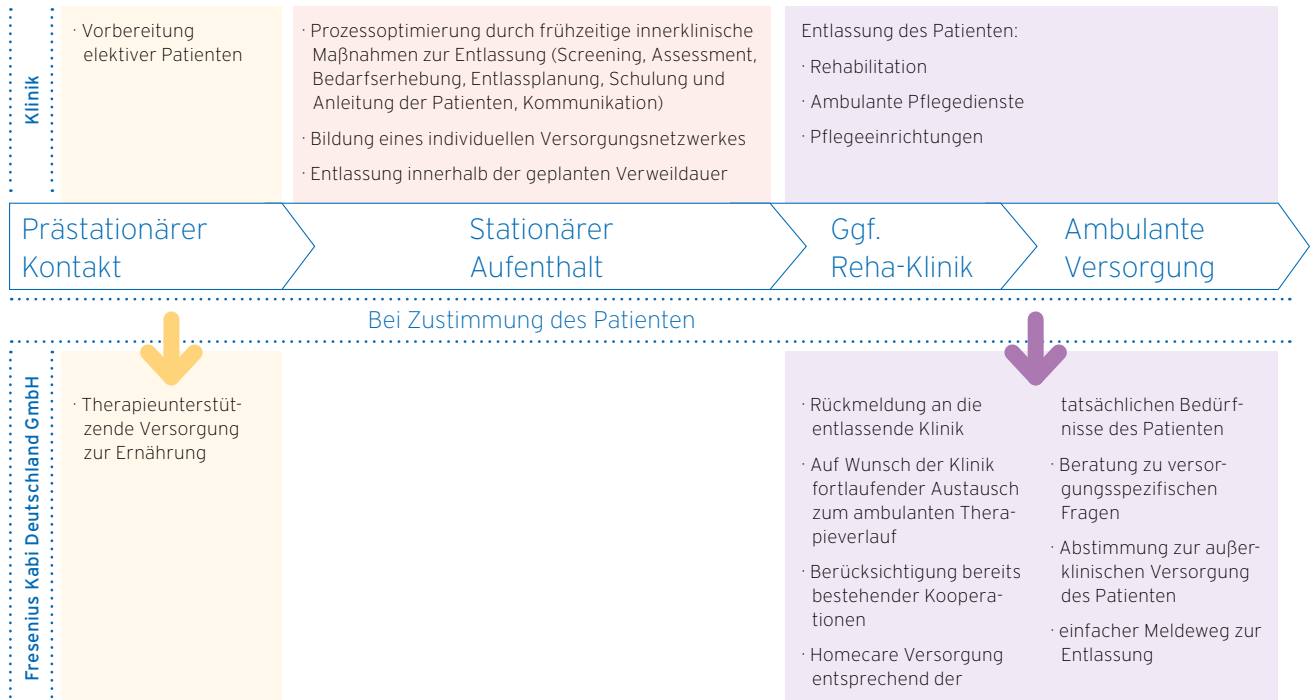 Klinik
· Vorbereitung
elektiver Patienten
· Prozessoptimierung durch frühzeitige innerklinische
Maßnahmen zur Entlassung (Screening, Assessment,
Bedarfserhebung, Entlassplanung, Schulung und
Anleitung der Patienten, Kommunikation)
· Bildung eines individuellen Versorgungsnetzwerkes
· Entlassung innerhalb der geplanten Verweildauer
Entlassung des Patienten:
· Rehabilitation
· Ambulante Pflegedienste
· Pflegeeinrichtungen
Prästationärer
Kontakt
Stationärer
Aufenthalt
Ggf.
Reha-Klinik
Ambulante
Versorgung
Bei Zustimmung des Patienten
Fresenius Kabi Deutschland GmbH
· Therapieunterstüt-
zende Versorgung
zur Ernährung
· Rückmeldung an die
entlassende Klinik
· Auf Wunsch der Klinik
fortlaufender Austausch
zum ambulanten Thera-
pieverlauf
· Berücksichtigung bereits
bestehender Koopera-
tionen
· Homecare Versorgung
entsprechend der
tatsächlichen Bedürf-
nisse des Patienten
· Beratung zu versor-
gungsspezifischen
Fragen
· Abstimmung zur außer-
klinischen Versorgung
des Patienten
· einfacher Meldeweg zur
Entlassung